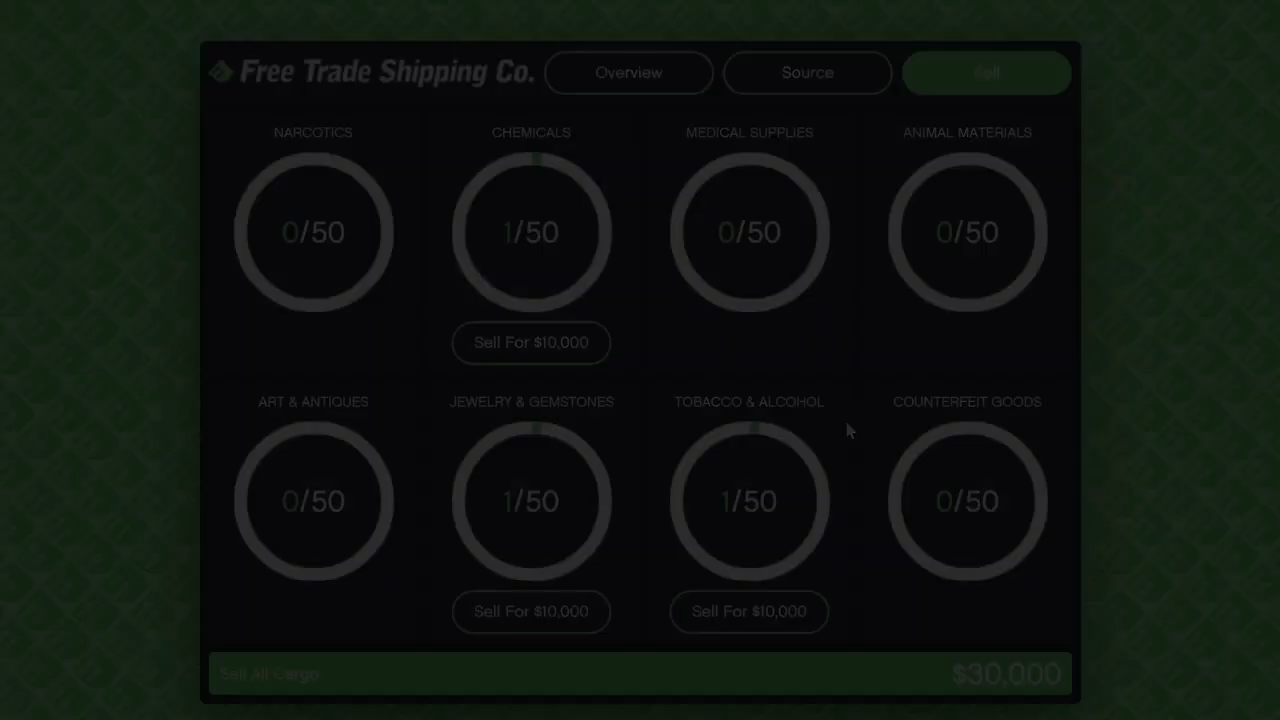 Free Trade Shipping Co.
Overview
Source
Sell
NARCOTICS
CHEMICALS
MEDICAL SUPPLIES
ANIMAL MATERIALS
0/50
1/50
0/50
0/50
Sell For $10,000
ART & ANTIQUES
JEWELRY & GEMSTONES
TOBACCO & ALCOHOL
COUNTERFEIT GOODS
0/50
1/50
1/50
0/50
Sell For $10,000
Sell For $10,000
Sell All Cargo
$30,000